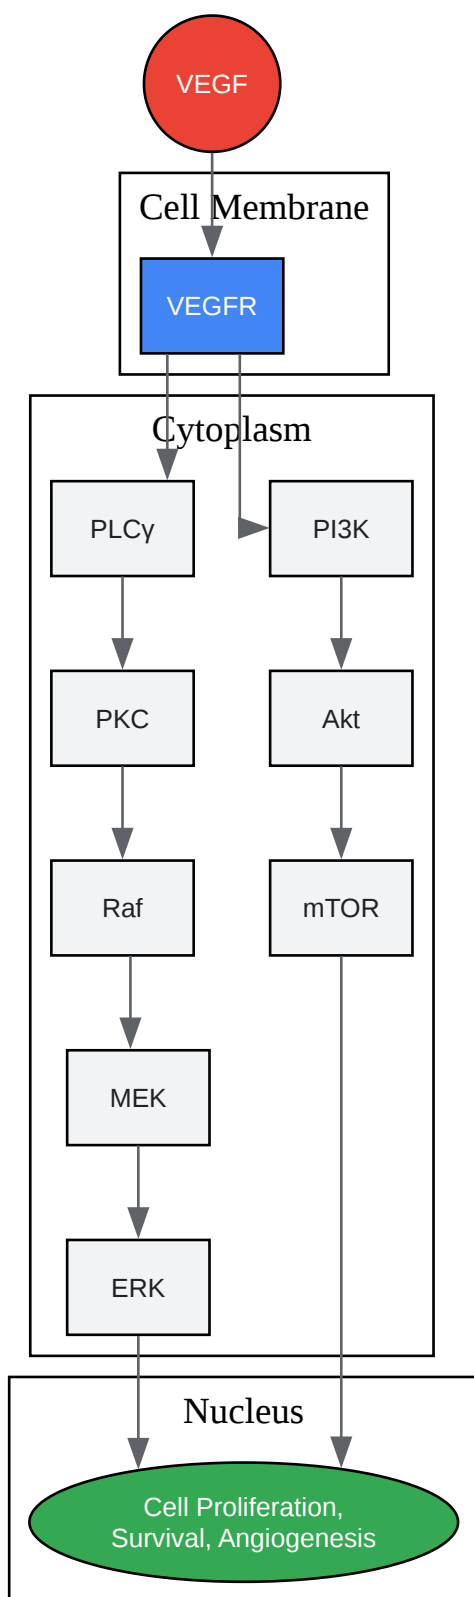 VEGF
Cell Membrane
VEGFR
Cytoplasm
PLCγ
PI3K
PKC
Akt
Raf
mTOR
MEK
ERK
Nucleus
Cell Proliferation,
Survival, Angiogenesis